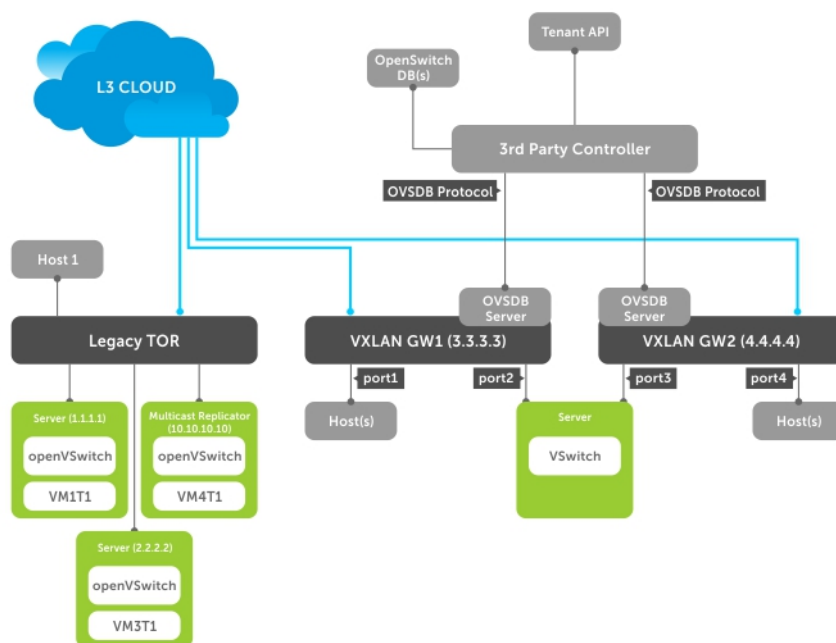 Tenant API
OpenSwitch
DB(s)
L3 CLOUD
3rd Party Controller
OVSDB Protocol
OVSDB Protocol
Host 1
OVSDB
Server
OVSDB
Server
Legacy TOR
VXLAN GW1 (3.3.3.3)
VXLAN GW2 (4.4.4.4)
port1
port2
port3
port4
Server (1.1.1.1)
openVSwitch
VM1T1
Multicast Replicator
(10.10.10.10)
openVSwitch
VM4T1
Host(s)
Server
VSwitch
Host(s)
Server (2.2.2.2)
openVSwitch
VM3T1